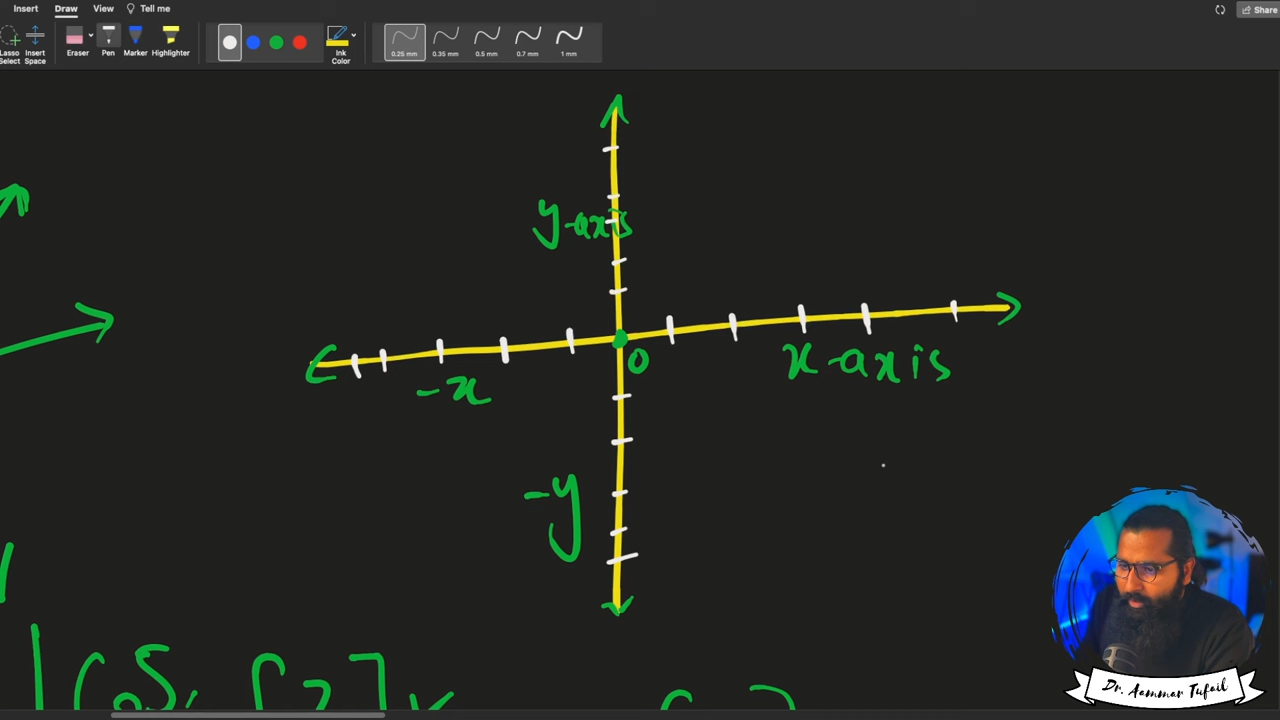 Insert Draw View Tell me Share
Lasso Select Insert Space Eraser Pen Marker Highlighter Ink Color 0.25 mm 0.35 mm 0.5 mm 0.7 mm 1 mm
y-axis
0
x-axis
-x
-y
Dr. Aammar Tufail